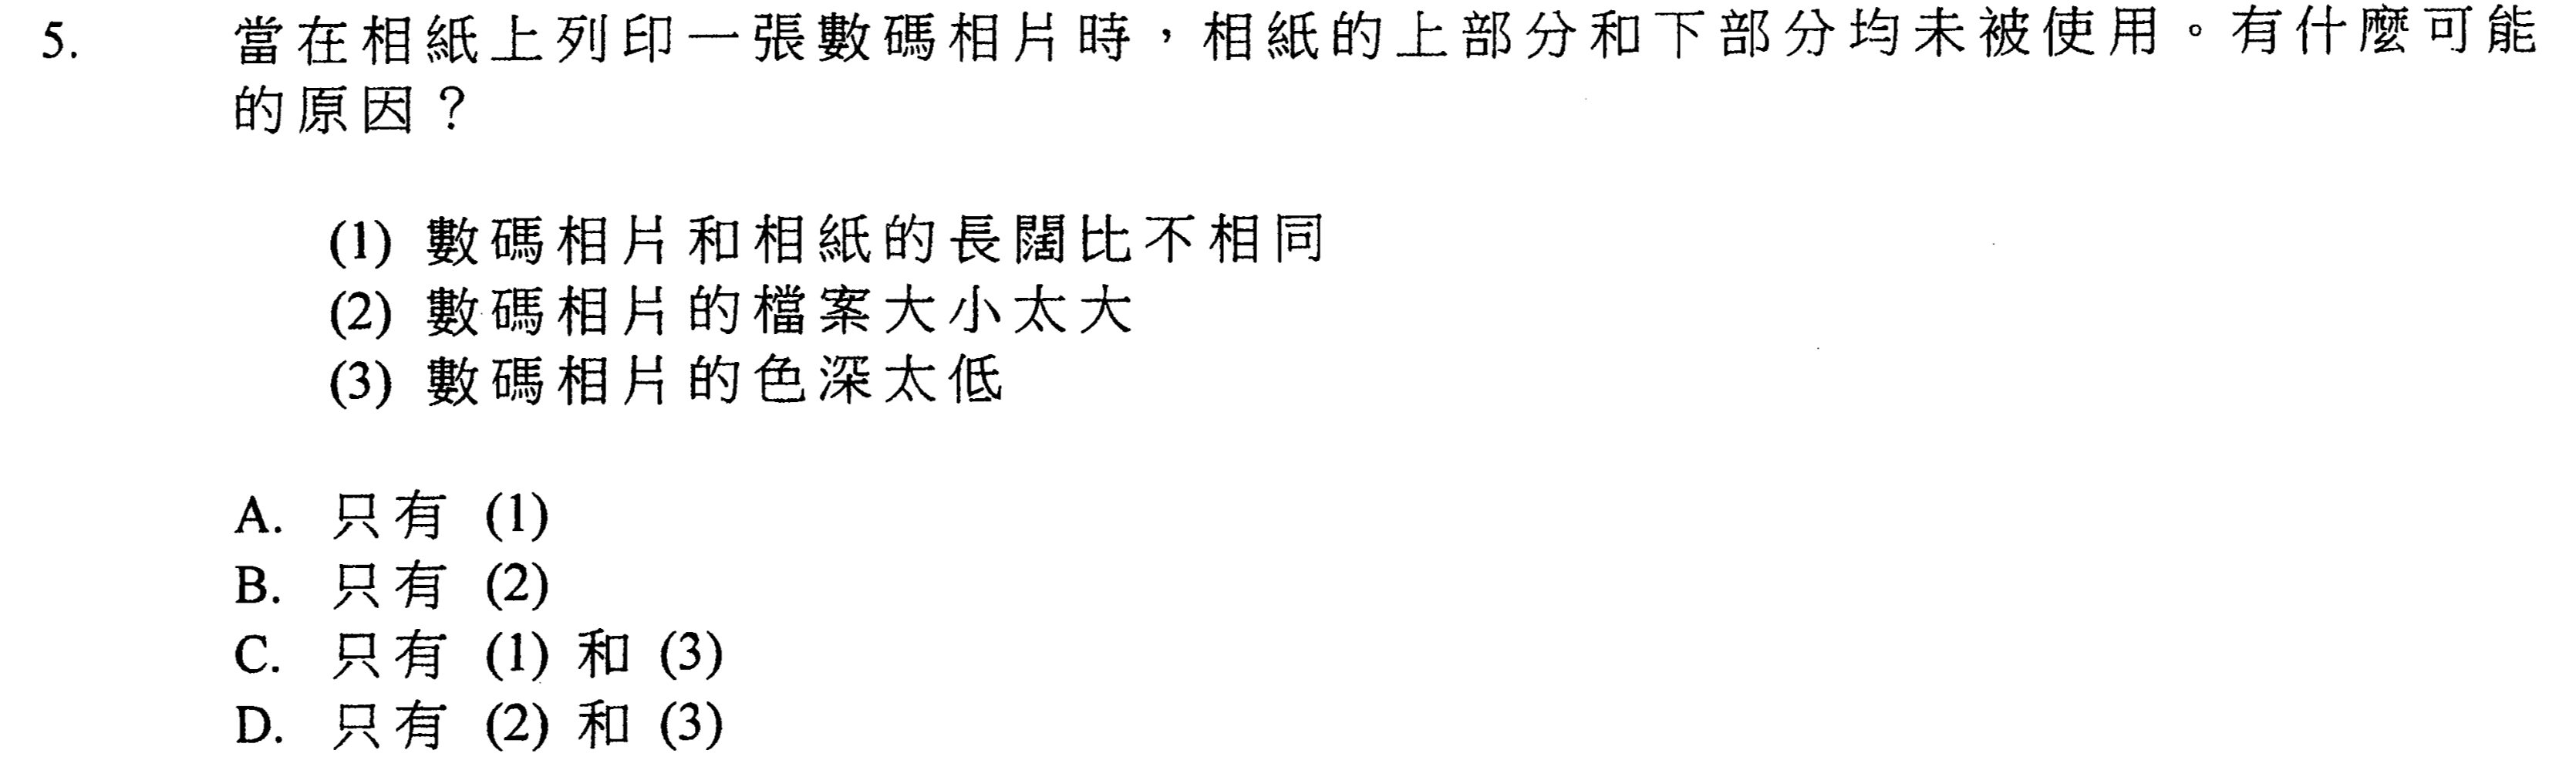 5. 當在相紙上列印一張數碼相片時，相紙的上部分和下部分均未被使用。有什麼可能
的原因？
(1) 數碼相片和相紙的長闊比不相同
(2) 數碼相片的檔案大小太大
(3) 數碼相片的色深太低
A. 只有 (1)
B. 只有 (2)
C. 只有 (1) 和 (3)
D. 只有 (2) 和 (3)